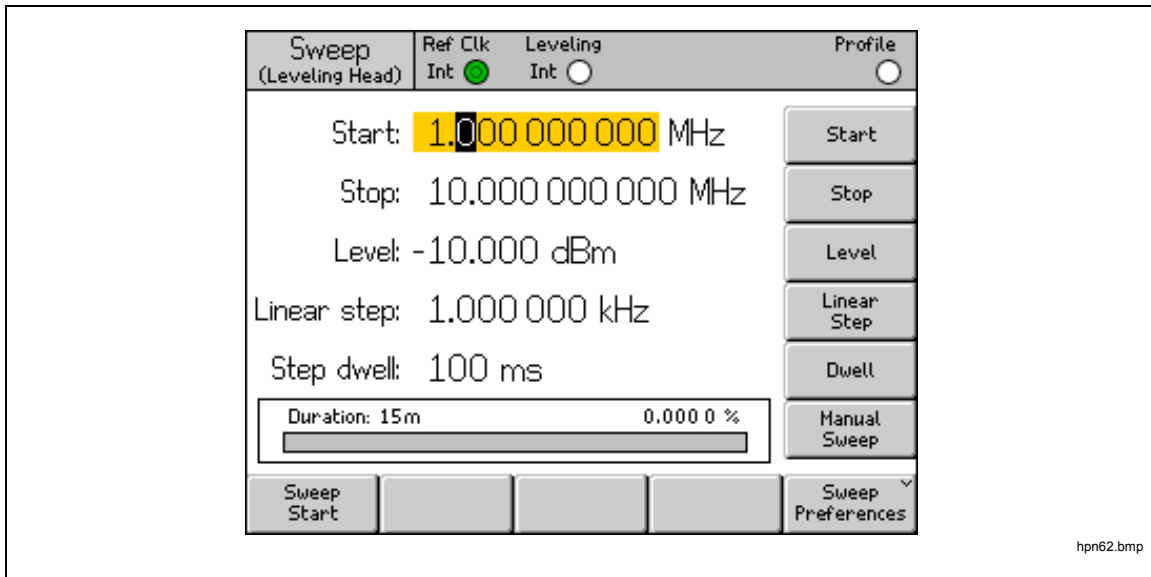 Sweep
(Leveling Head)
Ref Clk
Int
Leveling
Int
Profile
Start: 1.000 000 000 MHz
Stop: 10.000 000 000 MHz
Level: -10.000 dBm
Linear step: 1.000 000 kHz
Step dwell: 100 ms
Duration: 15m 0.000 0 %
Start
Stop
Level
Linear
Step
Dwell
Manual
Sweep
Sweep
Start
Sweep
Preferences
hpn62.bmp